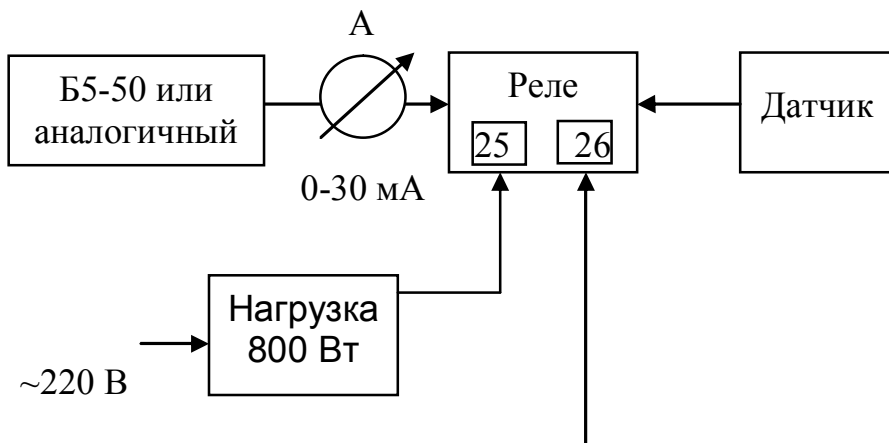 А
Б5-50 или
аналогичный
Реле
25 26
Датчик
0-30 мА
Нагрузка
800 Вт
~220 В